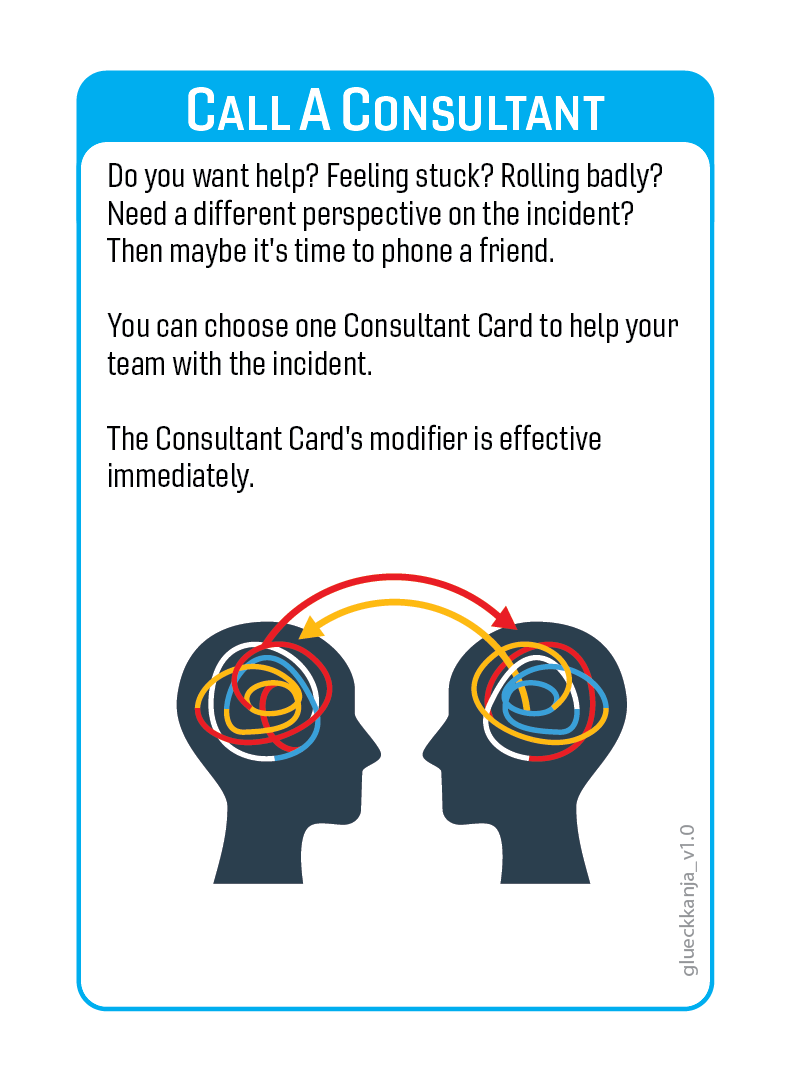 Call A Consultant
Do you want help? Feeling stuck? Rolling badly?
Need a different perspective on the incident?
Then maybe it's time to phone a friend.
You can choose one Consultant Card to help your
team with the incident.
The Consultant Card's modifier is effective
immediately.
glueckkanja_v1.0